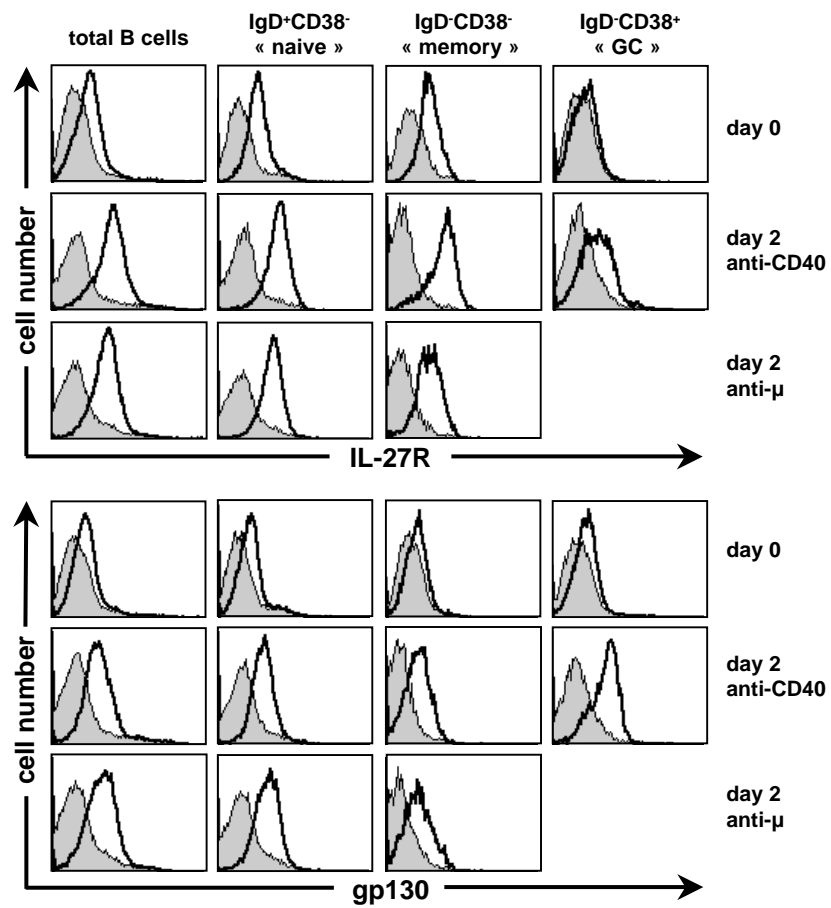 total B cells
IgD⁺CD38⁻
« naive »
IgD⁻CD38⁻
« memory »
IgD⁻CD38⁺
« GC »
day 0
day 2
anti-CD40
day 2
anti-μ
cell number
IL-27R
day 0
day 2
anti-CD40
day 2
anti-μ
cell number
gp130